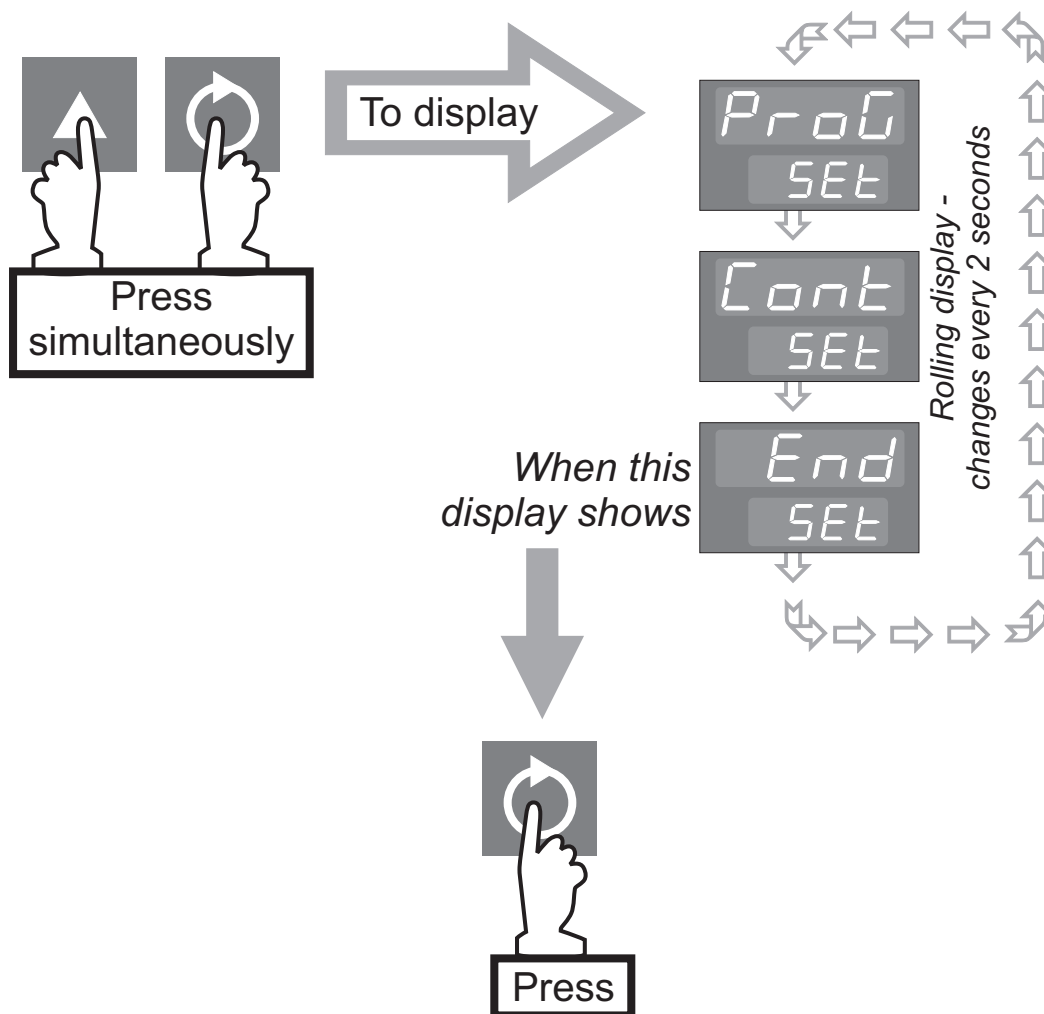 To display
Press
simultaneously
ProG
SEt
Cont
SEt
End
SEt
Rolling display -
changes every 2 seconds
When this
display shows
Press